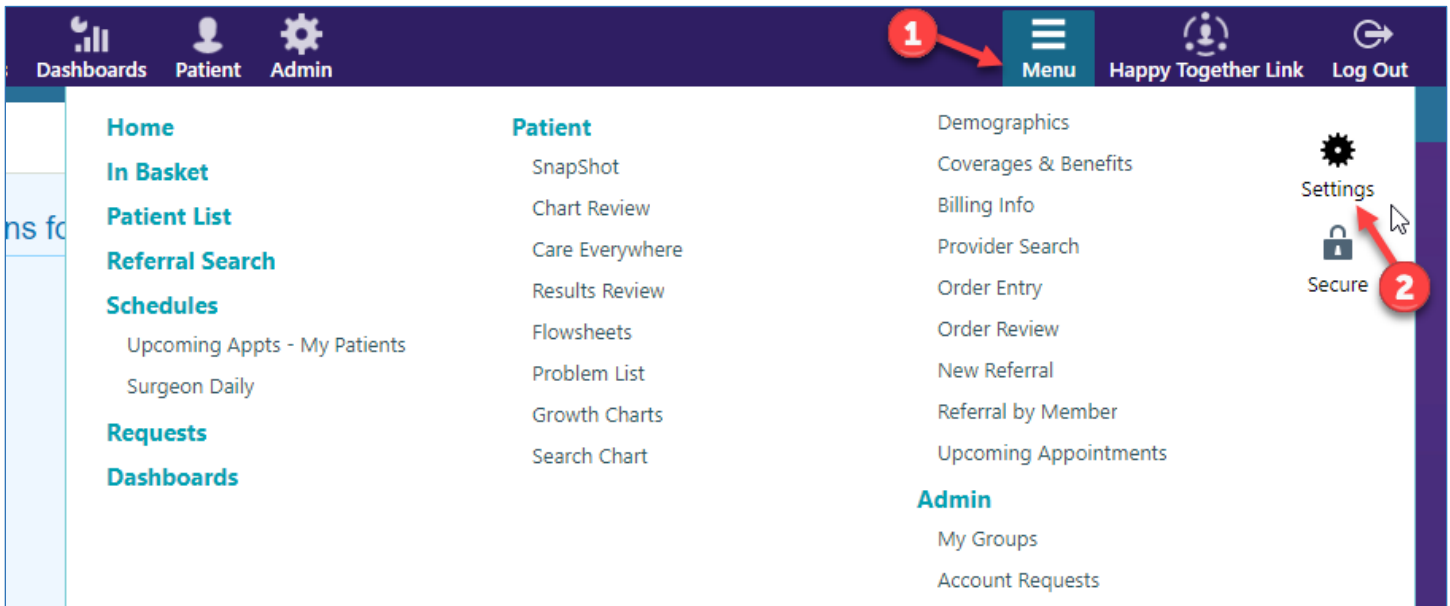 Dashboards
Patient
Admin
1
Menu
Happy Together Link
Log Out
ns fo
Home
In Basket
Patient List
Referral Search
Schedules
Upcoming Appts - My Patients
Surgeon Daily
Requests
Dashboards
Patient
SnapShot
Chart Review
Care Everywhere
Results Review
Flowsheets
Problem List
Growth Charts
Search Chart
Demographics
Coverages & Benefits
Billing Info
Provider Search
Order Entry
Order Review
New Referral
Referral by Member
Upcoming Appointments
Admin
My Groups
Account Requests
Settings
Secure
2